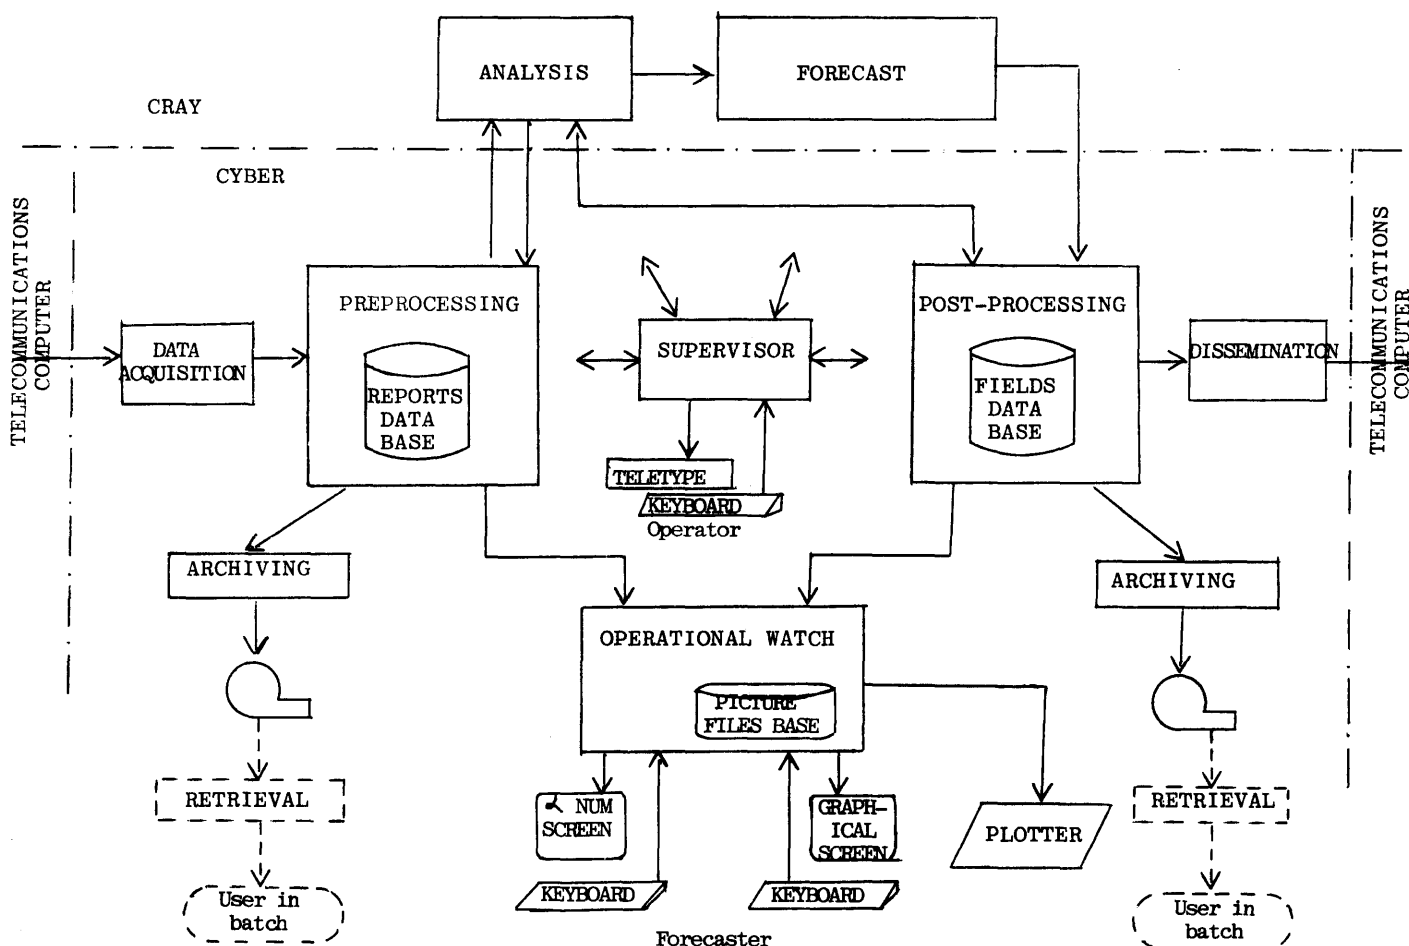 ANALYSIS
FORECAST
CRAY
CYBER
TELECOMMUNICATIONS
COMPUTER
DATA
ACQUISITION
PREPROCESSING
REPORTS
DATA
BASE
SUPERVISOR
TELETYPE
KEYBOARD
Operator
POST-PROCESSING
FIELDS
DATA
BASE
DISSEMINATION
TELECOMMUNICATIONS
COMPUTER
ARCHIVING
ARCHIVING
OPERATIONAL WATCH
PICTURE
FILES BASE
RETRIEVAL
User in
batch
α NUM
SCREEN
KEYBOARD
GRAPH-
ICAL
SCREEN
KEYBOARD
Forecaster
PLOTTER
RETRIEVAL
User in
batch